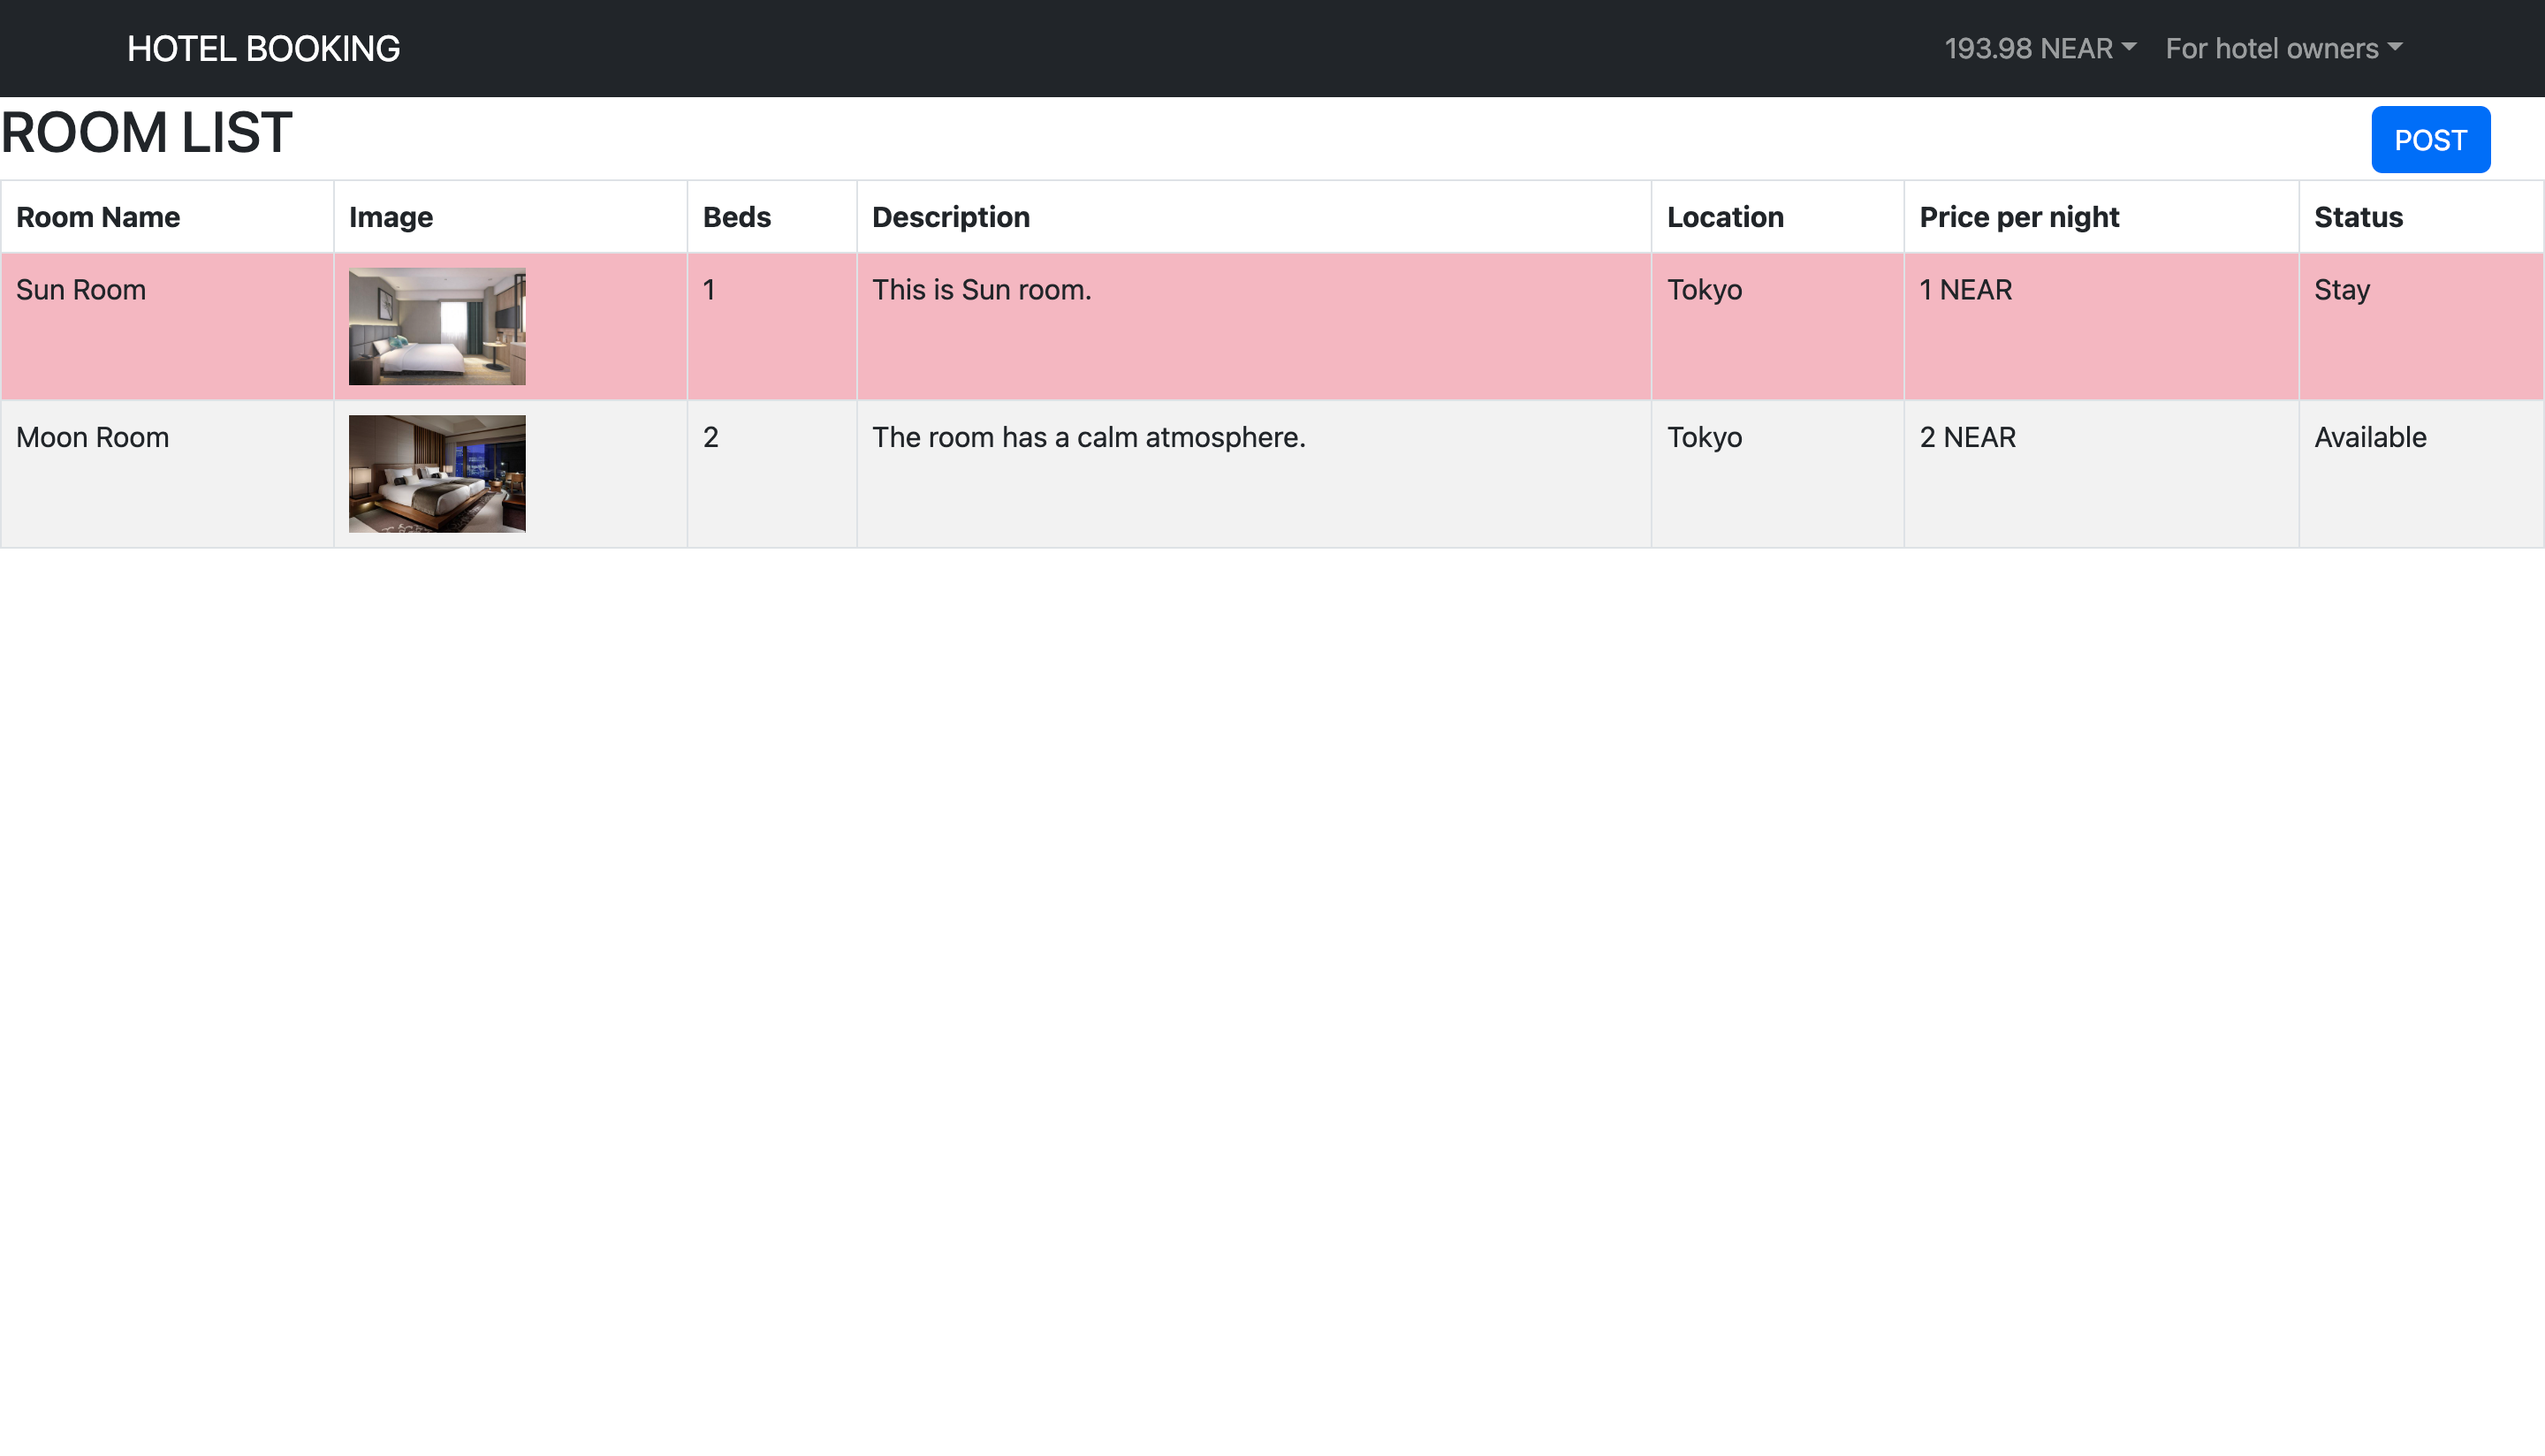 HOTEL BOOKING 193.98 NEAR For hotel owners
ROOM LIST POST
Room Name Image Beds Description Location Price per night Status
Sun Room 1 This is Sun room. Tokyo 1 NEAR Stay
Moon Room 2 The room has a calm atmosphere. Tokyo 2 NEAR Available